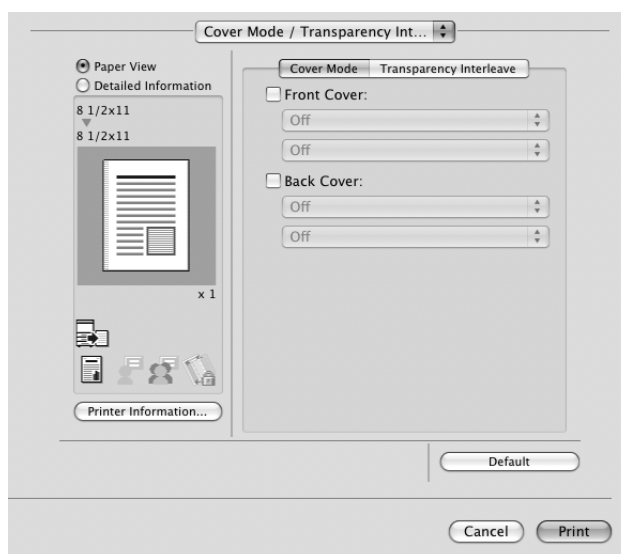 Cover Mode / Transparency Int...
Paper View
Detailed Information
8 1/2x11
8 1/2x11
x 1
Printer Information...
Cover Mode
Transparency Interleave
Front Cover:
Off
Off
Back Cover:
Off
Off
Default
Cancel
Print